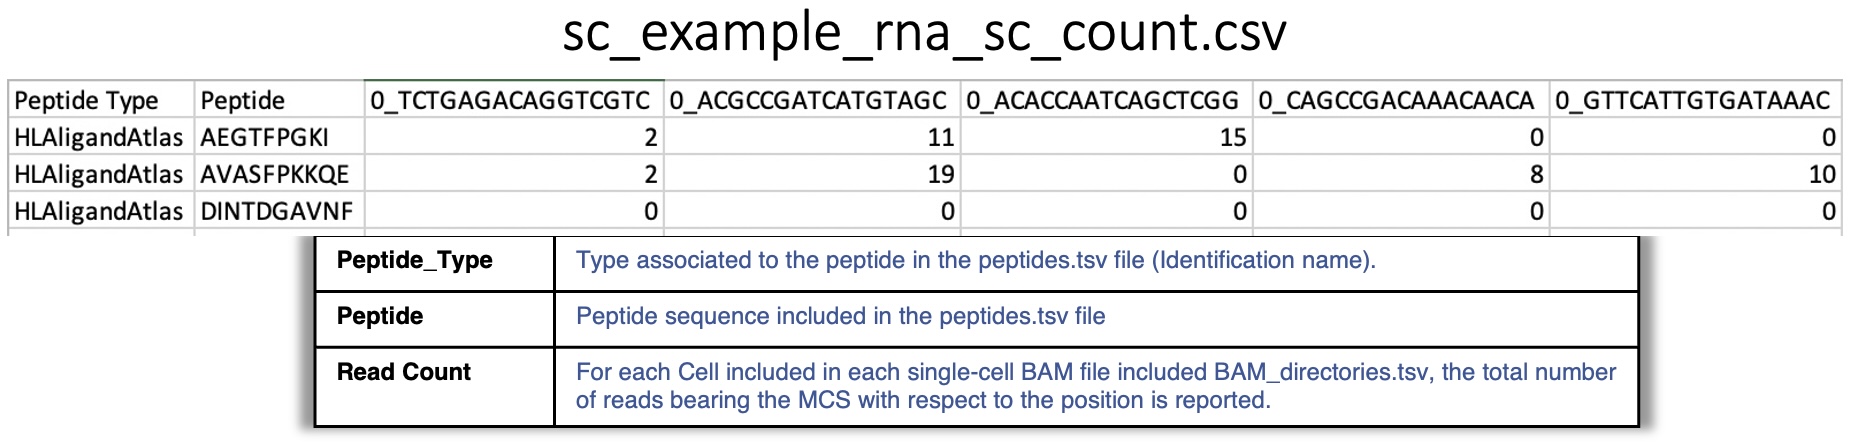 sc_example_rna_sc_count.csv
Peptide Type Peptide 0_TCTGAGACAGGTCGTC 0_ACGCCGATCATGTAGC 0_ACACCAATCAGCTCGG 0_CAGCCGACAAACAACA 0_GTTCATTGTGATAAAC
HLAligandAtlas AEGTFPGKI 2 11 15 0 0
HLAligandAtlas AVASFPKKQE 2 19 0 8 10
HLAligandAtlas DINTDGAVNF 0 0 0 0 0
Peptide_Type Type associated to the peptide in the peptides.tsv file (Identification name).
Peptide Peptide sequence included in the peptides.tsv file
Read Count For each Cell included in each single-cell BAM file included BAM_directories.tsv, the total number
of reads bearing the MCS with respect to the position is reported.